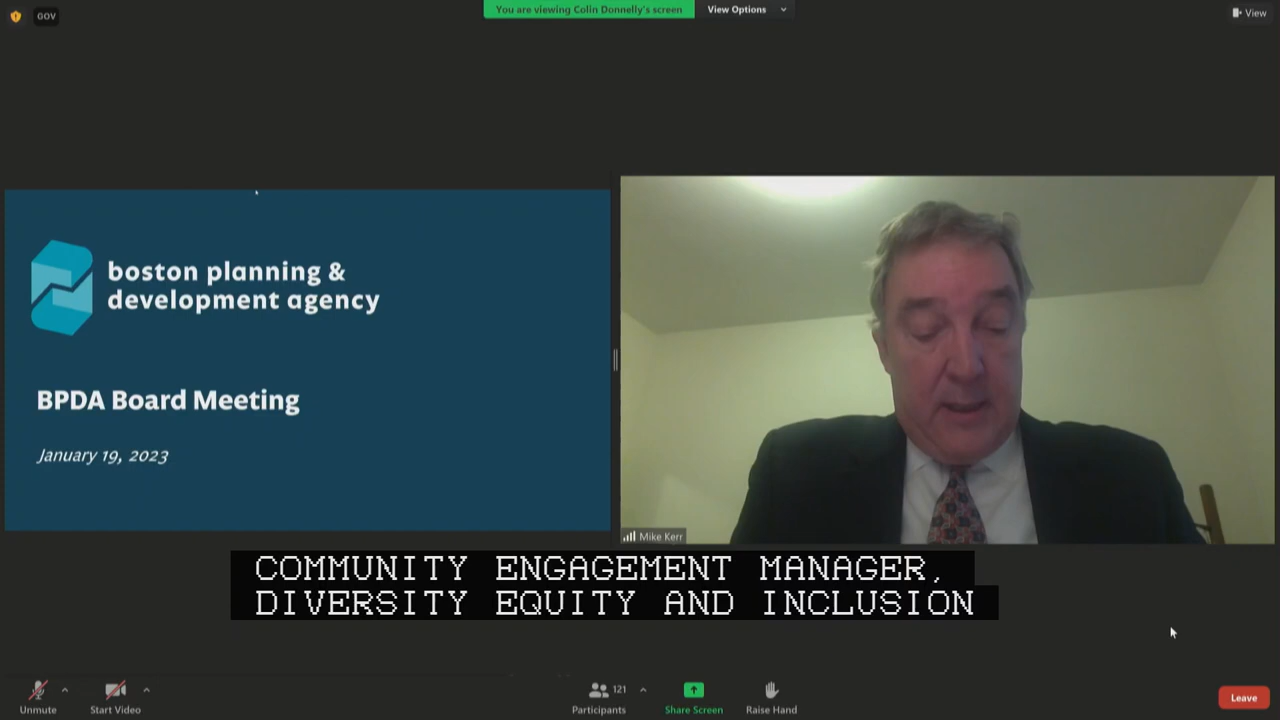 GOV
You are viewing Colin Donnelly's screen
View Options
View
boston planning &
development agency
BPDA Board Meeting
January 19, 2023
Mike Kerr
COMMUNITY ENGAGEMENT MANAGER,
DIVERSITY EQUITY AND INCLUSION
Unmute
Start Video
121
Participants
Share Screen
Raise Hand
Leave